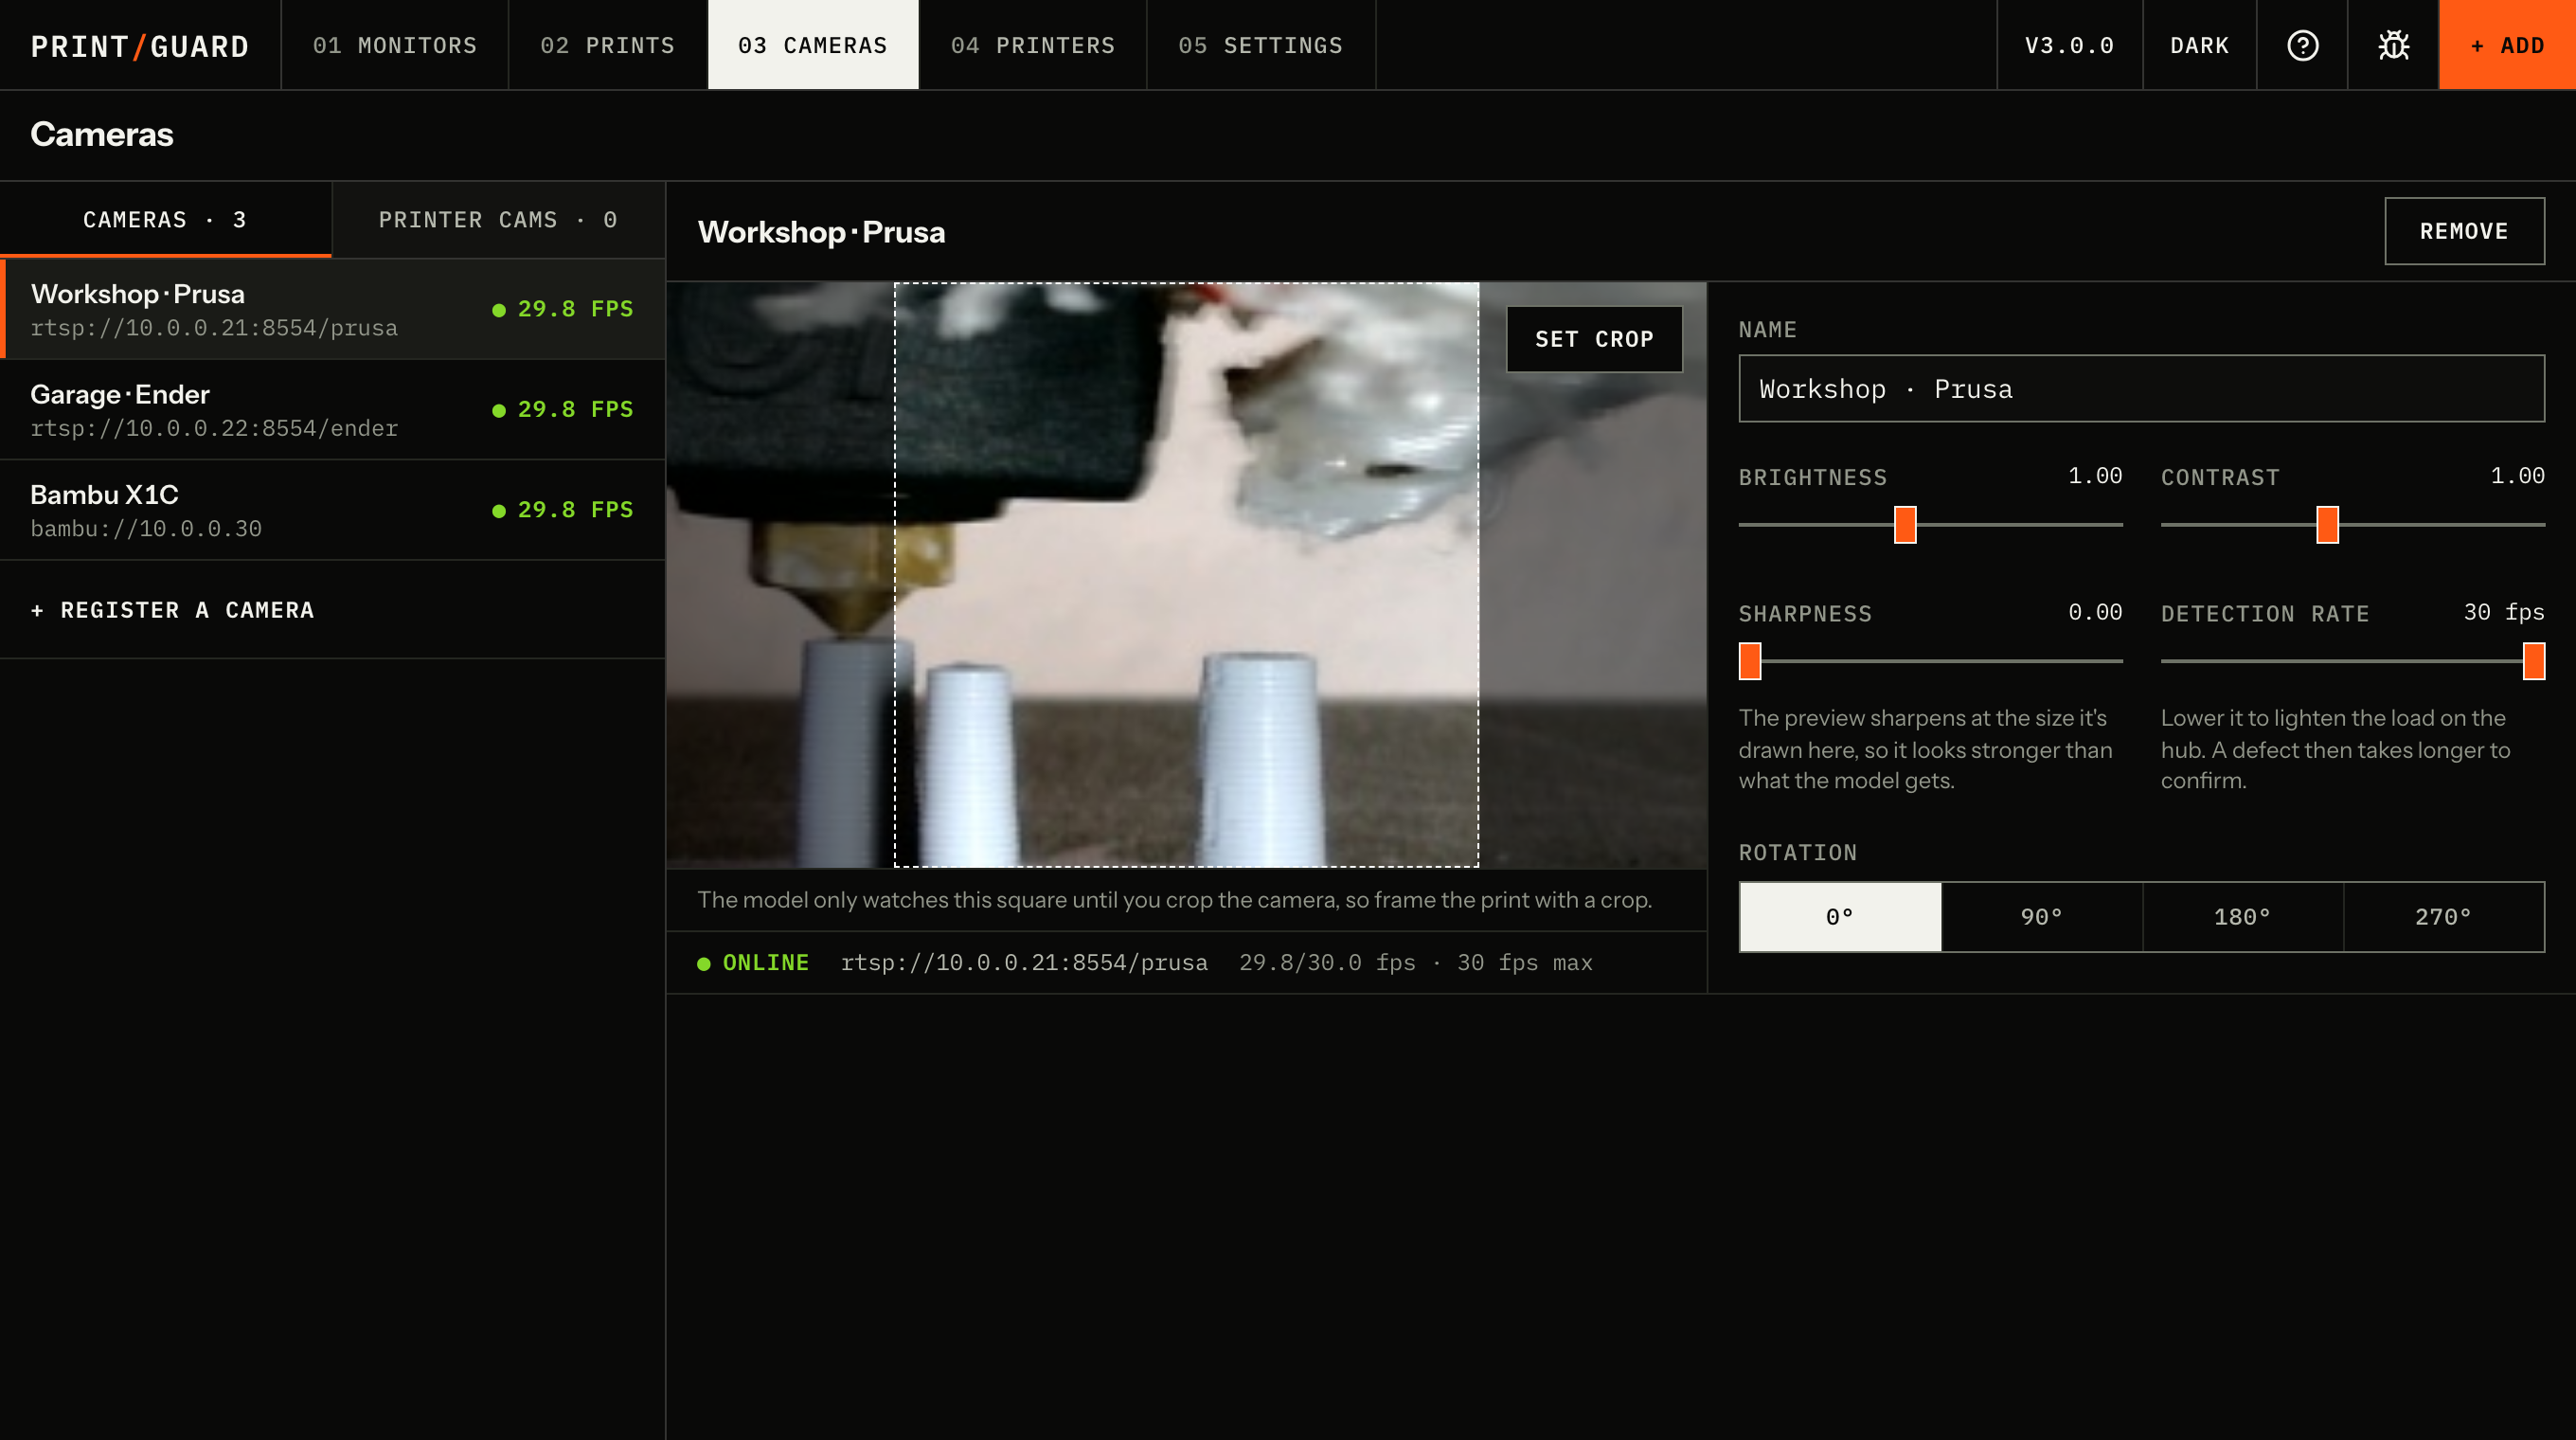 PRINT/GUARD 01 MONITORS 02 PRINTS 03 CAMERAS 04 PRINTERS 05 SETTINGS V3.0.0 DARK + ADD
Cameras
CAMERAS · 3 PRINTER CAMS · 0
Workshop · Prusa
rtsp://10.0.0.21:8554/prusa
29.8 FPS
Garage · Ender
rtsp://10.0.0.22:8554/ender
29.8 FPS
Bambu X1C
bambu://10.0.0.30
29.8 FPS
+ REGISTER A CAMERA
Workshop · Prusa
REMOVE
SET CROP
The model only watches this square until you crop the camera, so frame the print with a crop.
ONLINE rtsp://10.0.0.21:8554/prusa 29.8/30.0 fps · 30 fps max
NAME
Workshop · Prusa
BRIGHTNESS 1.00
CONTRAST 1.00
SHARPNESS 0.00
The preview sharpens at the size it's
drawn here, so it looks stronger than
what the model gets.
DETECTION RATE 30 fps
Lower it to lighten the load on the
hub. A defect then takes longer to
confirm.
ROTATION
0° 90° 180° 270°